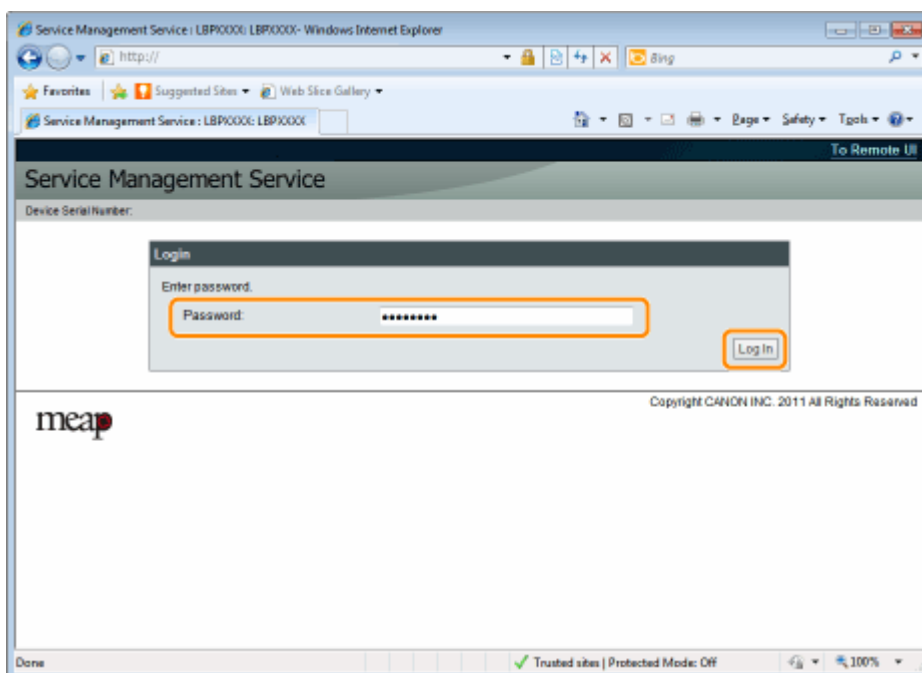 Service Management Service : LBPXXXX: LBPXXXX- Windows Internet Explorer
http://
Bing
Favorites Suggested Sites Web Slice Gallery
Service Management Service : LBPXXXX: LBPXXXX Page Safety Tools
To Remote UI
Service Management Service
Device Serial Number:
Login
Enter password.
Password: ••••••••
Log In
Copyright CANON INC. 2011 All Rights Reserved
meap
Done Trusted sites | Protected Mode: Off 100%